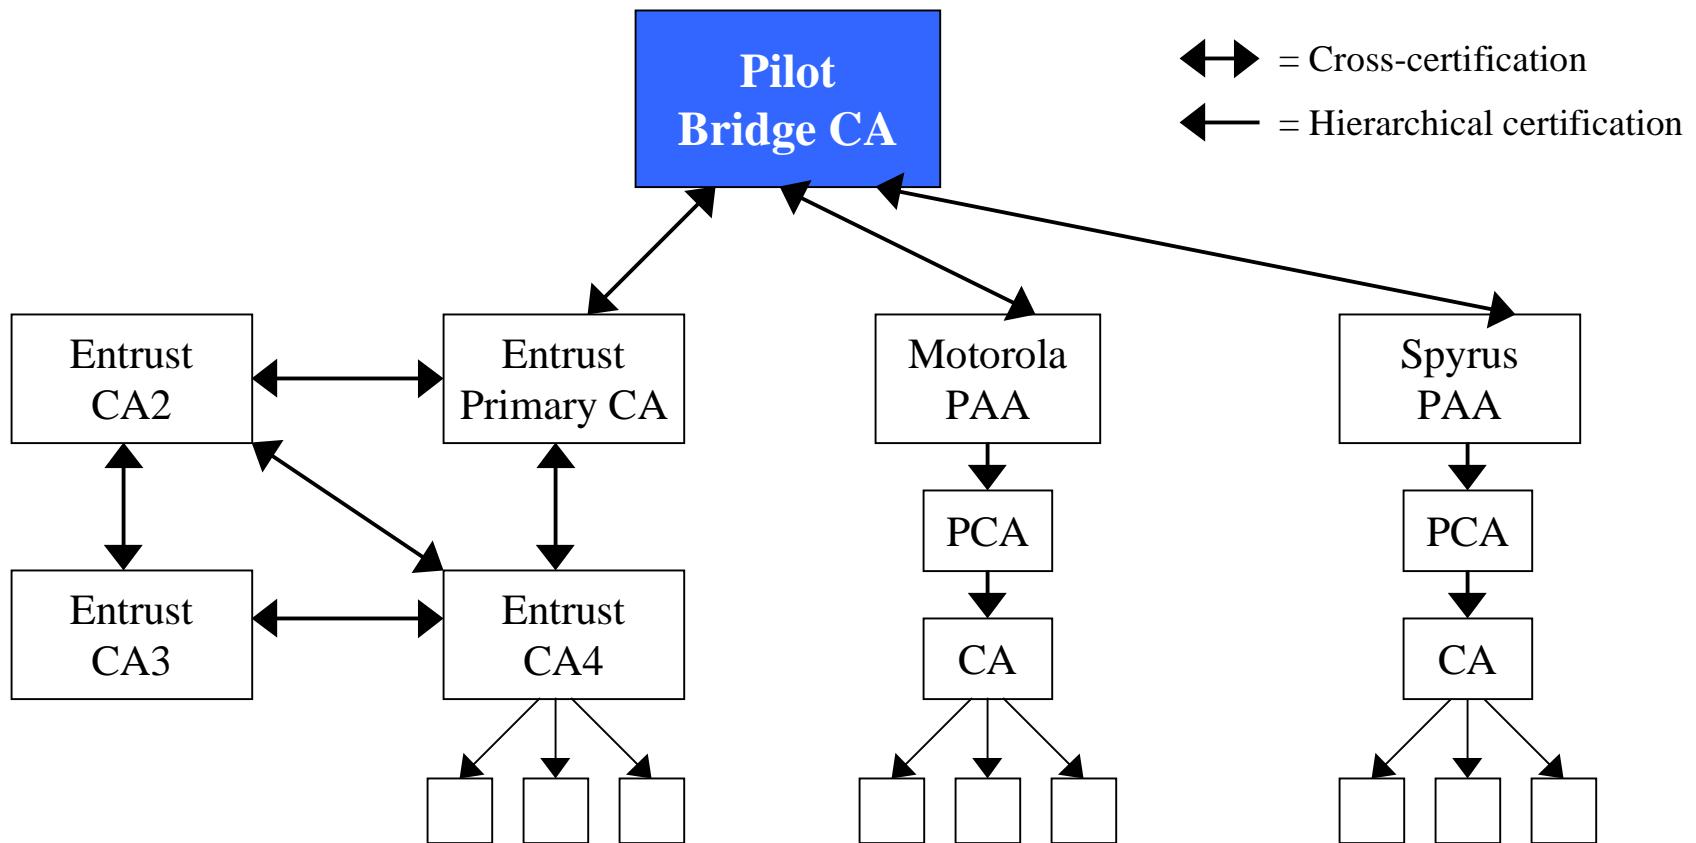 Pilot
Bridge CA
= Cross-certification
= Hierarchical certification
Entrust
CA2
Entrust
Primary CA
Motorola
PAA
Spyrus
PAA
PCA
PCA
Entrust
CA3
Entrust
CA4
CA
CA